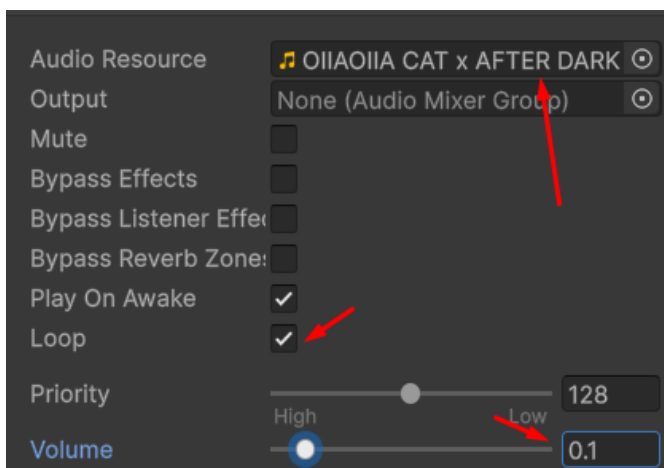 Audio Resource OIIAOIIA CAT x AFTER DARK
Output None (Audio Mixer Group)
Mute
Bypass Effects
Bypass Listener Effe
Bypass Reverb Zone
Play On Awake
Loop
Priority 128
High Low
Volume 0.1